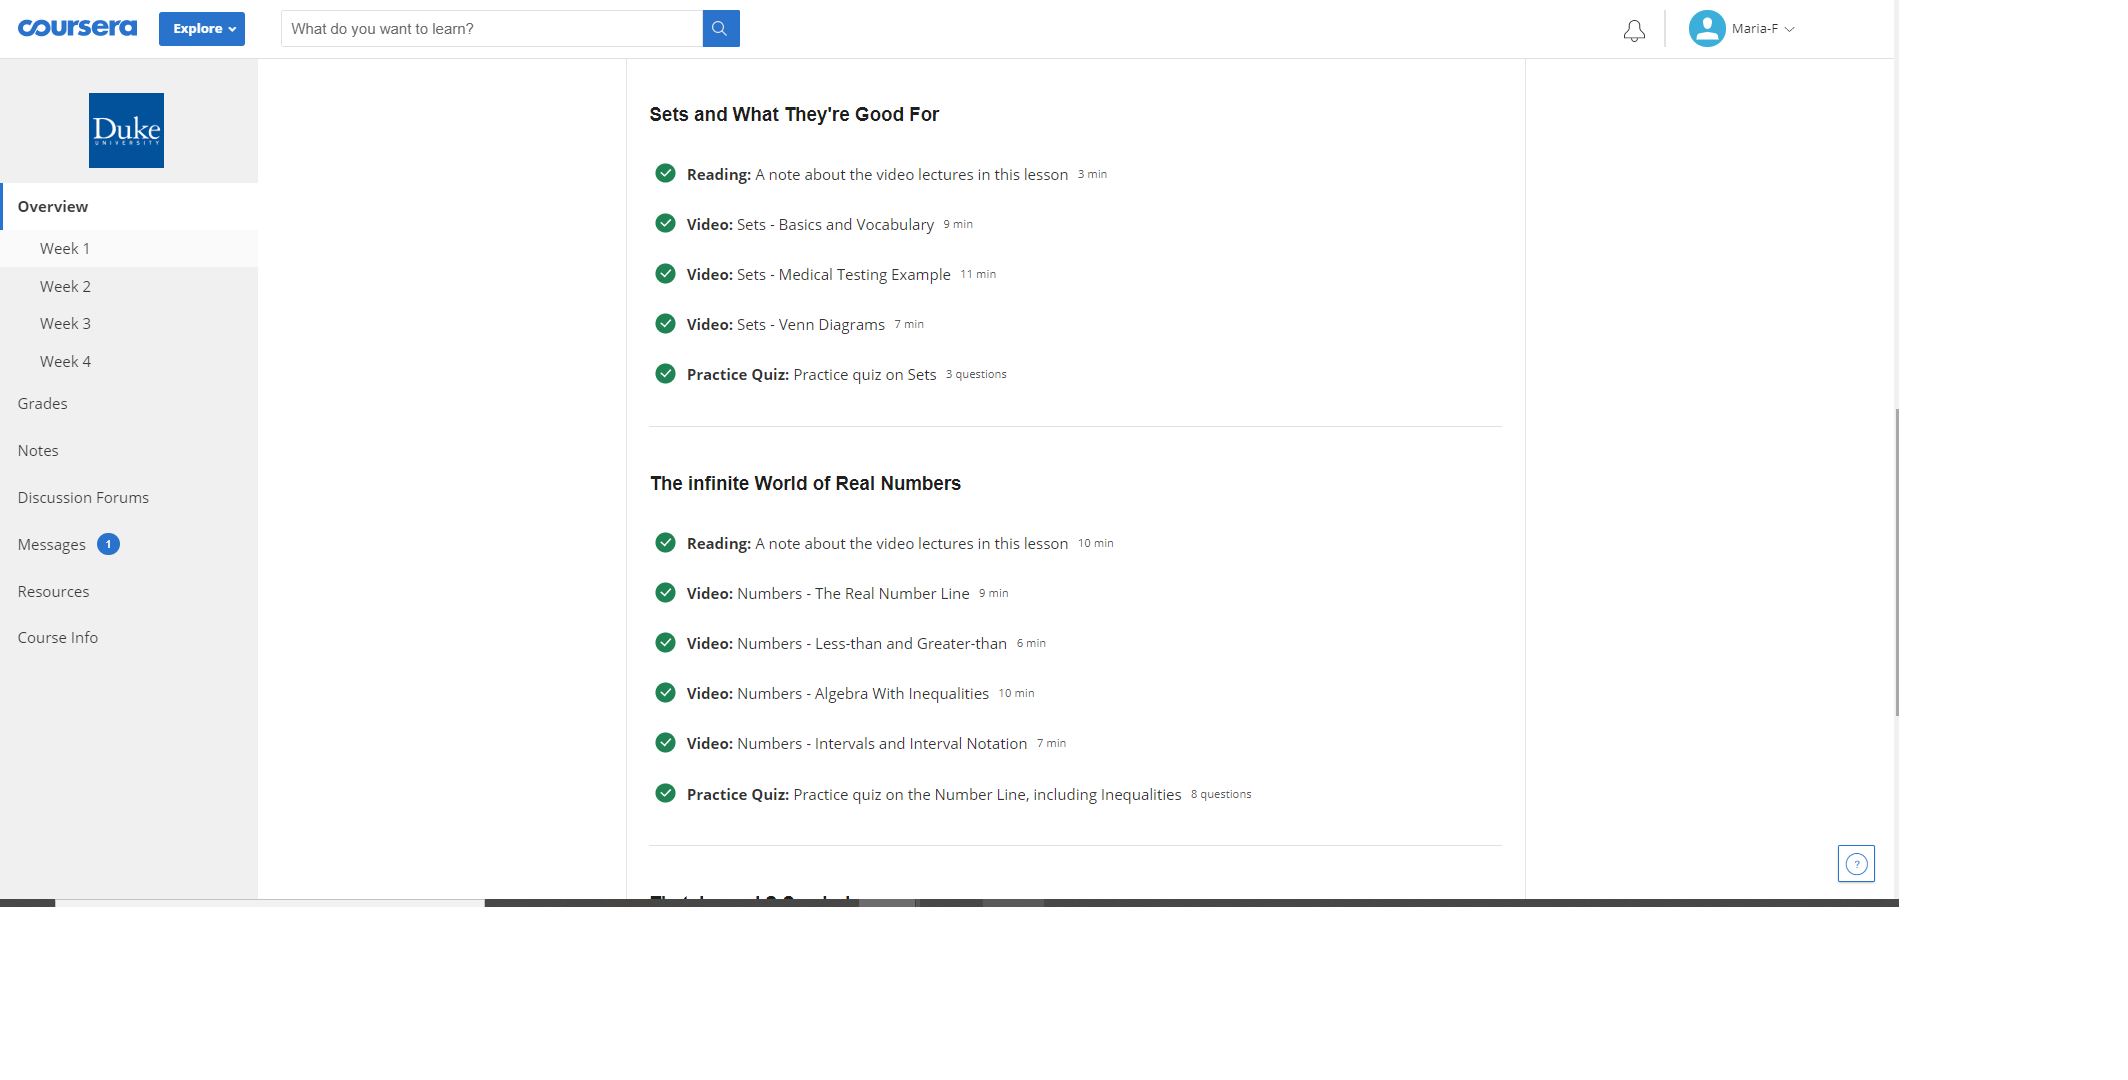 coursera
Explore
What do you want to learn?
Maria-F
Duke
UNIVERSITY
Overview
Week 1
Week 2
Week 3
Week 4
Grades
Notes
Discussion Forums
Messages 1
Resources
Course Info
Sets and What They're Good For
Reading: A note about the video lectures in this lesson 3 min
Video: Sets - Basics and Vocabulary 9 min
Video: Sets - Medical Testing Example 11 min
Video: Sets - Venn Diagrams 7 min
Practice Quiz: Practice quiz on Sets 3 questions
The infinite World of Real Numbers
Reading: A note about the video lectures in this lesson 10 min
Video: Numbers - The Real Number Line 9 min
Video: Numbers - Less-than and Greater-than 6 min
Video: Numbers - Algebra With Inequalities 10 min
Video: Numbers - Intervals and Interval Notation 7 min
Practice Quiz: Practice quiz on the Number Line, including Inequalities 8 questions
?